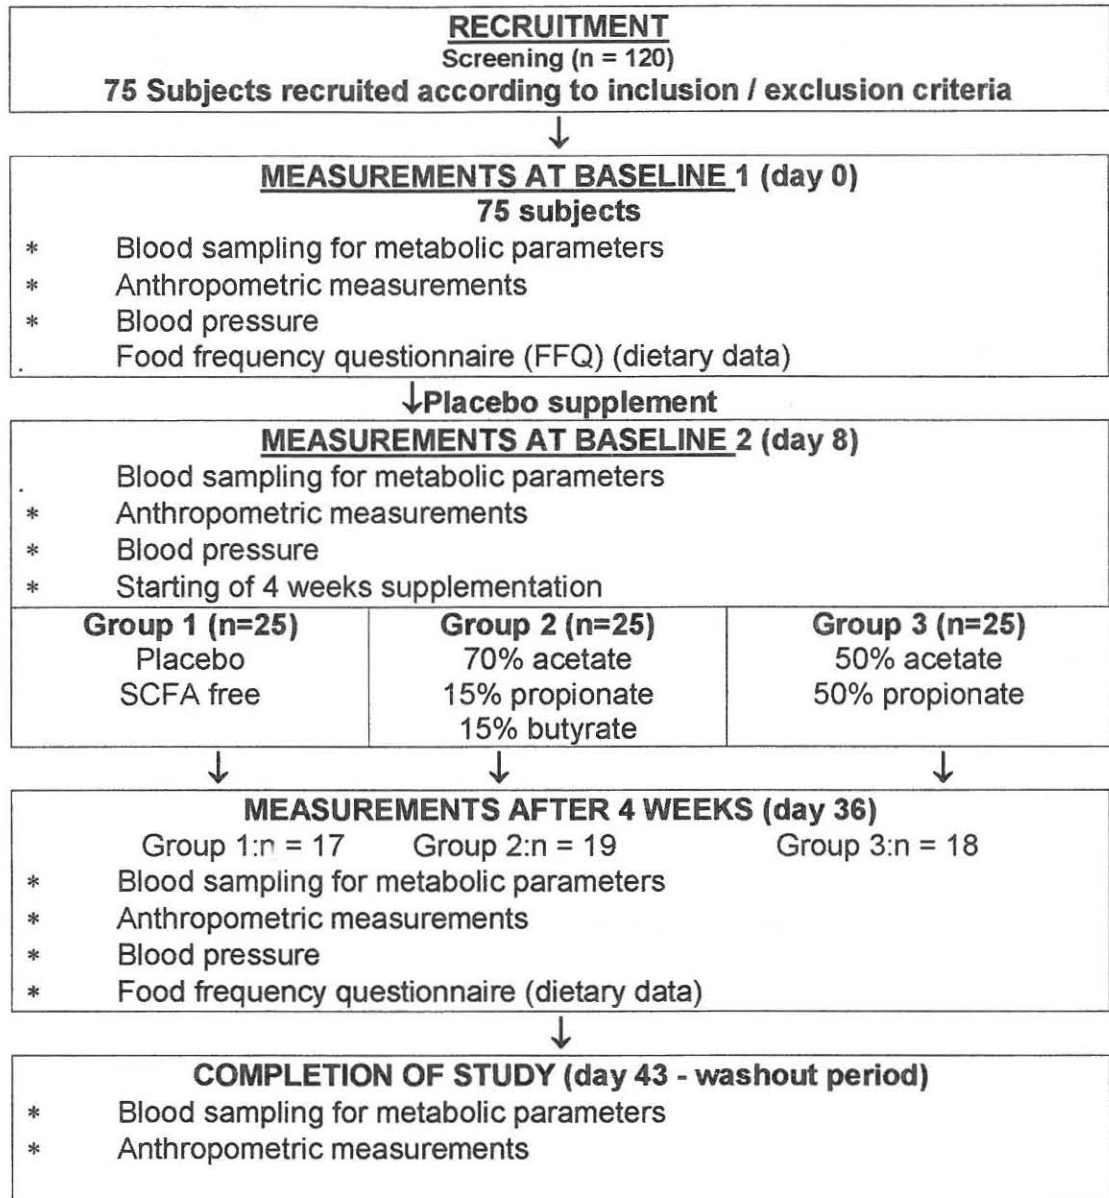 RECRUITMENT
Screening (n = 120)
75 Subjects recruited according to inclusion / exclusion criteria
↓
MEASUREMENTS AT BASELINE 1 (day 0)
75 subjects
* Blood sampling for metabolic parameters
* Anthropometric measurements
* Blood pressure
. Food frequency questionnaire (FFQ) (dietary data)
↓Placebo supplement
MEASUREMENTS AT BASELINE 2 (day 8)
. Blood sampling for metabolic parameters
* Anthropometric measurements
* Blood pressure
* Starting of 4 weeks supplementation
Group 1 (n=25) Group 2 (n=25) Group 3 (n=25)
Placebo 70% acetate 50% acetate
SCFA free 15% propionate 50% propionate
15% butyrate
↓ ↓ ↓
MEASUREMENTS AFTER 4 WEEKS (day 36)
Group 1:n = 17 Group 2:n = 19 Group 3:n = 18
* Blood sampling for metabolic parameters
* Anthropometric measurements
* Blood pressure
* Food frequency questionnaire (dietary data)
↓
COMPLETION OF STUDY (day 43 - washout period)
* Blood sampling for metabolic parameters
* Anthropometric measurements